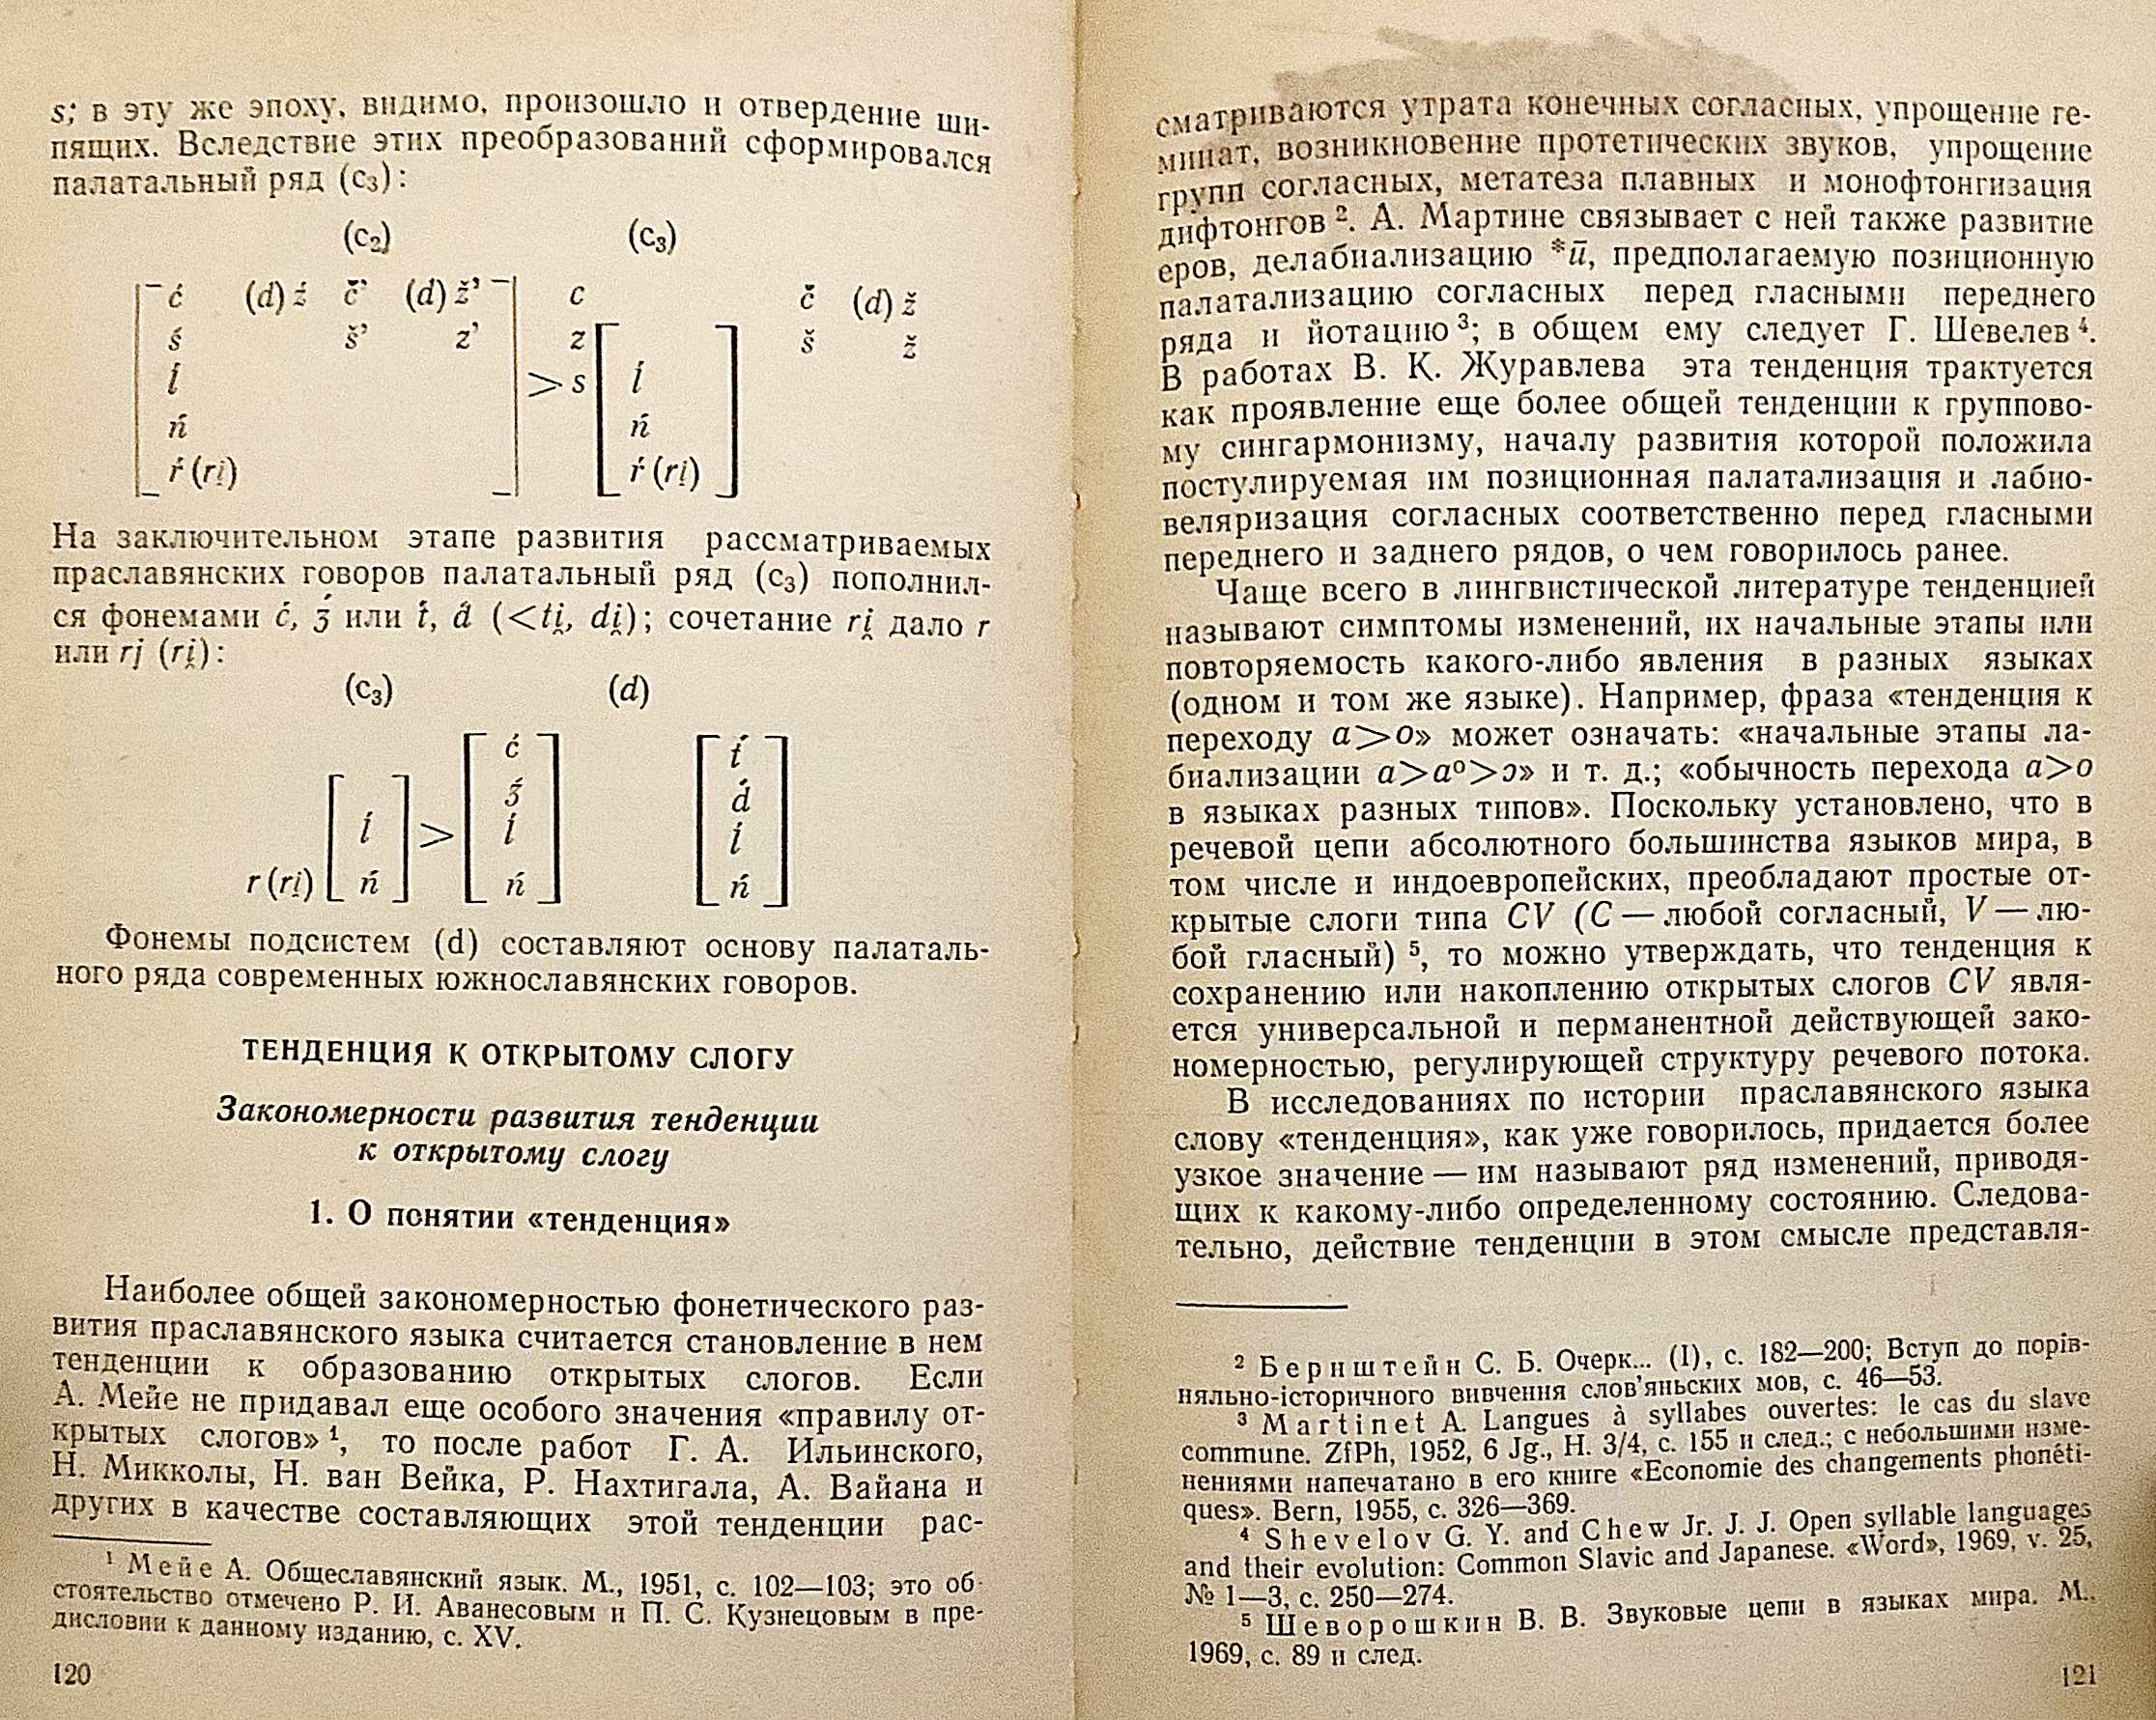 s; в эту же эпоху, видимо, произошло и отвердение ши-
пящих. Вследствие этих преобразований сформировался
палатальный ряд (c₃):
(c₂) (c₃)
ć (d) ź č’ (d) ž’ c č (d) ž
ś š’ z’ z š ž
ĺ > s ĺ
ń ń
ŕ (ri̯) ŕ (ri̯)
На заключительном этапе развития рассматриваемых
праславянских говоров палатальный ряд (c₃) пополнил-
ся фонемами ć, ʒ́ или t́, d́ (<ti̯, di̯); сочетание ri̯ дало r
или rj (ri̯):
(c₃) (d)
ć t́
ʒ́ d́
ĺ > ĺ ĺ
r (ri̯) ń ń ń
Фонемы подсистем (d) составляют основу палаталь-
ного ряда современных южнославянских говоров.
ТЕНДЕНЦИЯ К ОТКРЫТОМУ СЛОГУ
Закономерности развития тенденции
к открытому слогу
1. О понятии «тенденция»
Наиболее общей закономерностью фонетического раз-
вития праславянского языка считается становление в нем
тенденции к образованию открытых слогов. Если
А. Мейе не придавал еще особого значения «правилу от-
крытых слогов» ¹, то после работ Г. А. Ильинского,
Н. Микколы, Н. ван Вейка, Р. Нахтигала, А. Вайана и
других в качестве составляющих этой тенденции рас-
¹ Мейе А. Общеславянский язык. М., 1951, с. 102—103; это об-
стоятельство отмечено Р. И. Аванесовым и П. С. Кузнецовым в пре-
дисловии к данному изданию, с. XV.
120
сматриваются утрата конечных согласных, упрощение ге-
минат, возникновение протетических звуков, упрощение
групп согласных, метатеза плавных и монофтонгизация
дифтонгов ². А. Мартине связывает с ней также развитие
еров, делабиализацию *ū, предполагаемую позиционную
палатализацию согласных перед гласными переднего
ряда и йотацию ³; в общем ему следует Г. Шевелев ⁴.
В работах В. К. Журавлева эта тенденция трактуется
как проявление еще более общей тенденции к группово-
му сингармонизму, началу развития которой положила
постулируемая им позиционная палатализация и лабио-
веляризация согласных соответственно перед гласными
переднего и заднего рядов, о чем говорилось ранее.
Чаще всего в лингвистической литературе тенденцией
называют симптомы изменений, их начальные этапы или
повторяемость какого-либо явления в разных языках
(одном и том же языке). Например, фраза «тенденция к
переходу a>o» может означать: «начальные этапы ла-
биализации a>aᵒ>ɔ» и т. д.; «обычность перехода a>o
в языках разных типов». Поскольку установлено, что в
речевой цепи абсолютного большинства языков мира, в
том числе и индоевропейских, преобладают простые от-
крытые слоги типа CV (C — любой согласный, V — лю-
бой гласный) ⁵, то можно утверждать, что тенденция к
сохранению или накоплению открытых слогов CV явля-
ется универсальной и перманентной действующей зако-
номерностью, регулирующей структуру речевого потока.
В исследованиях по истории праславянского языка
слову «тенденция», как уже говорилось, придается более
узкое значение — им называют ряд изменений, приводя-
щих к какому-либо определенному состоянию. Следова-
тельно, действие тенденции в этом смысле представля-
² Бернштейн С. Б. Очерк... (I), с. 182—200; Вступ до порів-
няльно-історичного вивчення слов’яньских мов, с. 46—53.
³ Martinet A. Langues à syllabes ouvertes: le cas du slave
commune. ZfPh, 1952, 6 Jg., H. 3/4, с. 155 и след.; с небольшими изме-
нениями напечатано в его книге «Economie des changements phonéti-
ques». Bern, 1955, с. 326—369.
⁴ Shevelov G. Y. and Chew Jr. J. J. Open syllable languages
and their evolution: Common Slavic and Japanese. «Word», 1969, v. 25,
№ 1—3, с. 250—274.
⁵ Шеворошкин В. В. Звуковые цепи в языках мира. М.,
1969, с. 89 и след.
121